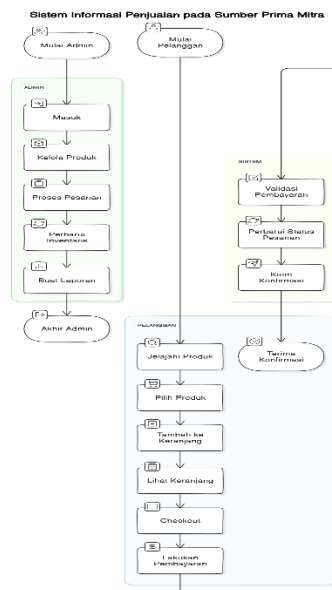 Sistem Informasi Penjualan pada Sumber Prima Mitra
Mulai Admin
Mulai
Pelanggan
ADMIN
Masuk
Kelola Produk
Proses Pesanan
Perbarui
Inventaris
Buat Laporan
Akhir Admin
SISTEM
Validasi
Pembayaran
Perbarui Status
Pesanan
Kirim
Konfirmasi
Terima
Konfirmasi
PELANGGAN
Jelajahi Produk
Pilih Produk
Tambah ke
Keranjang
Lihat Keranjang
Checkout
Lakukan
Pembayaran